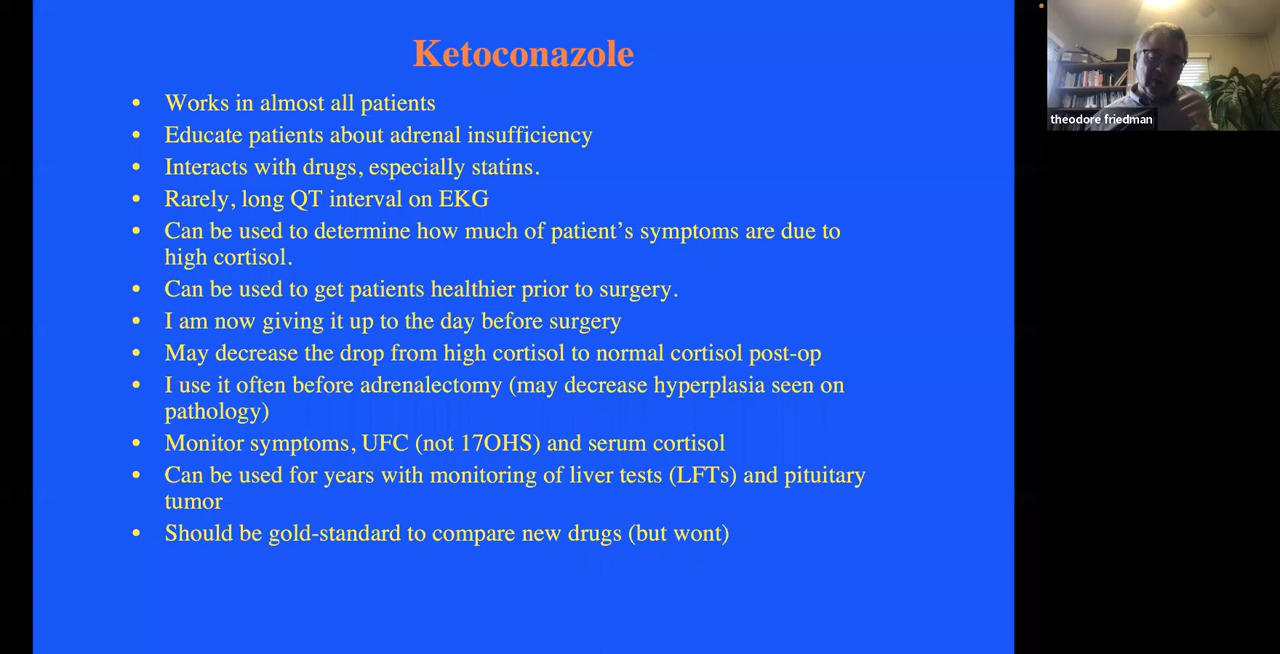 Ketoconazole
• Works in almost all patients
• Educate patients about adrenal insufficiency
• Interacts with drugs, especially statins.
• Rarely, long QT interval on EKG
• Can be used to determine how much of patient’s symptoms are due to
high cortisol.
• Can be used to get patients healthier prior to surgery.
• I am now giving it up to the day before surgery
• May decrease the drop from high cortisol to normal cortisol post-op
• I use it often before adrenalectomy (may decrease hyperplasia seen on
pathology)
• Monitor symptoms, UFC (not 17OHS) and serum cortisol
• Can be used for years with monitoring of liver tests (LFTs) and pituitary
tumor
• Should be gold-standard to compare new drugs (but wont)
theodore friedman